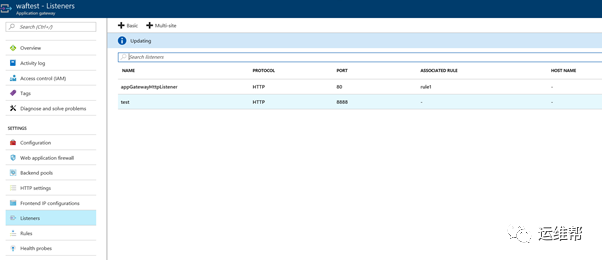 waftest - Listeners
Application gateway
Search (Ctrl+/)
Overview
Activity log
Access control (IAM)
Tags
Diagnose and solve problems
SETTINGS
Configuration
Web application firewall
Backend pools
HTTP settings
Frontend IP configurations
Listeners
Rules
Health probes
Basic Multi-site
Updating
Search listeners
NAME PROTOCOL PORT ASSOCIATED RULE HOST NAME
appGatewayHttpListener HTTP 80 rule1 -
test HTTP 8888 - -
运维帮